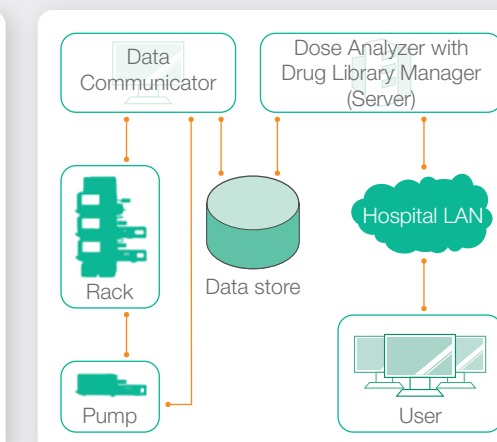 Data
Communicator
Dose Analyzer with
Drug Library Manager
(Server)
Rack
Data store
Hospital LAN
Pump
User